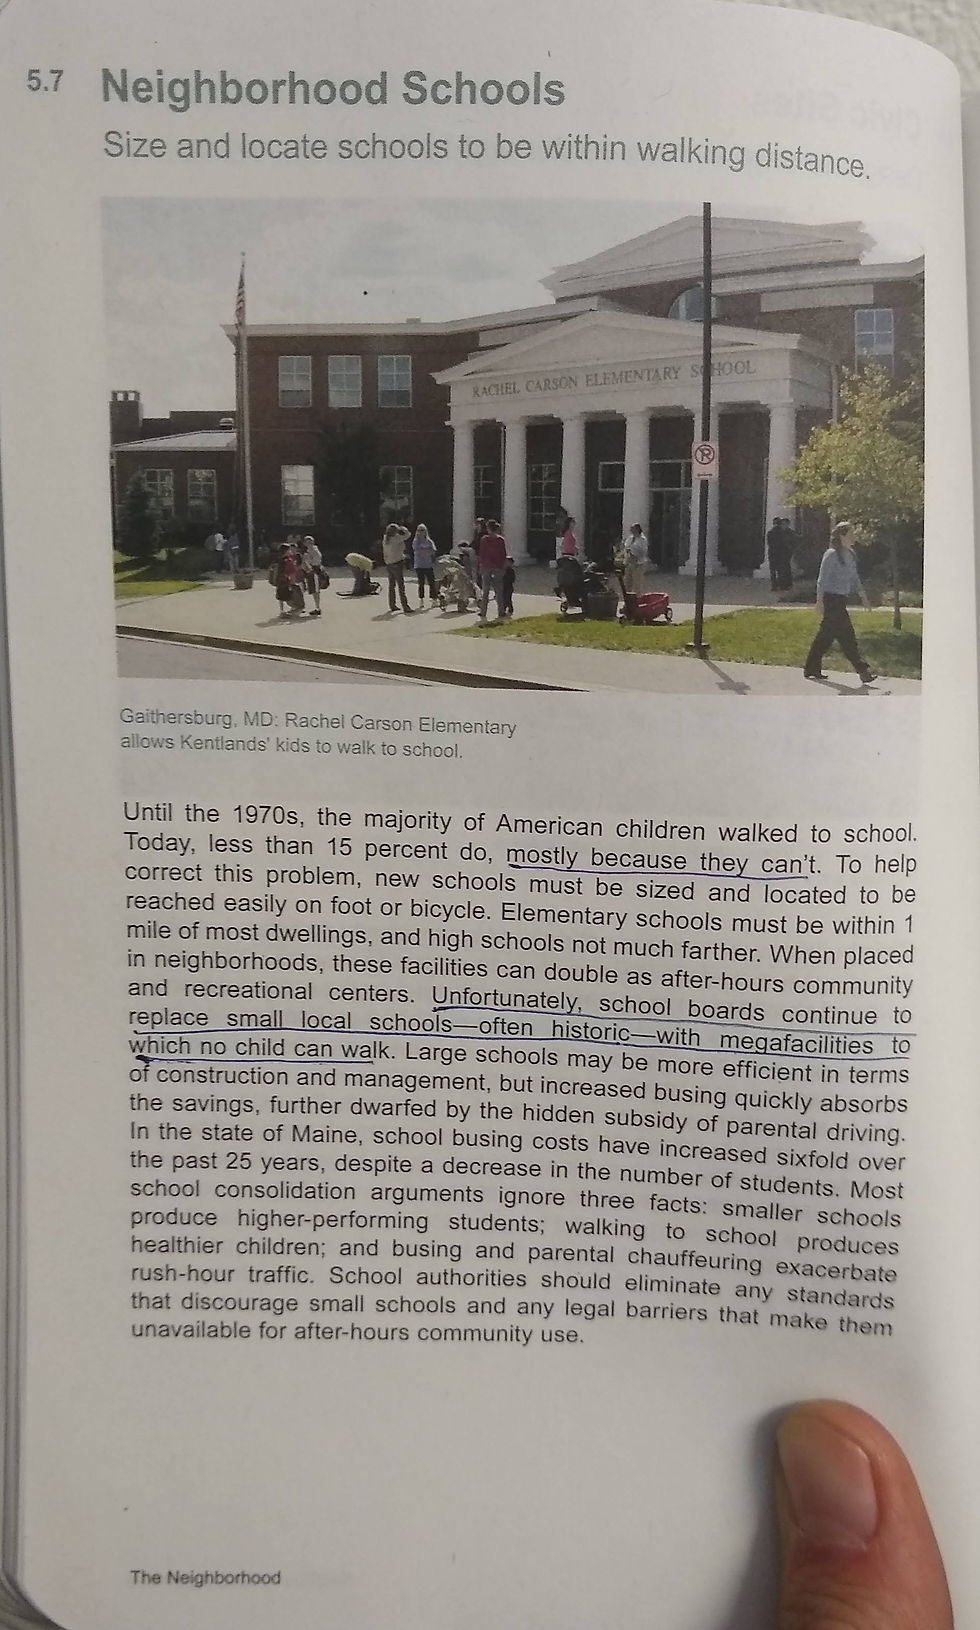 5.7 Neighborhood Schools
Size and locate schools to be within walking distance.
RACHEL CARSON ELEMENTARY SCHOOL
P
Gaithersburg, MD: Rachel Carson Elementary
allows Kentlands' kids to walk to school.
Until the 1970s, the majority of American children walked to school.
Today, less than 15 percent do, mostly because they can't. To help
correct this problem, new schools must be sized and located to be
reached easily on foot or bicycle. Elementary schools must be within 1
mile of most dwellings, and high schools not much farther. When placed
in neighborhoods, these facilities can double as after-hours community
and recreational centers. Unfortunately, school boards continue to
replace small local schools—often historic—with megafacilities to
which no child can walk. Large schools may be more efficient in terms
of construction and management, but increased busing quickly absorbs
the savings, further dwarfed by the hidden subsidy of parental driving.
In the state of Maine, school busing costs have increased sixfold over
the past 25 years, despite a decrease in the number of students. Most
school consolidation arguments ignore three facts: smaller schools
produce higher-performing students; walking to school produces
healthier children; and busing and parental chauffeuring exacerbate
rush-hour traffic. School authorities should eliminate any standards
that discourage small schools and any legal barriers that make them
unavailable for after-hours community use.
The Neighborhood